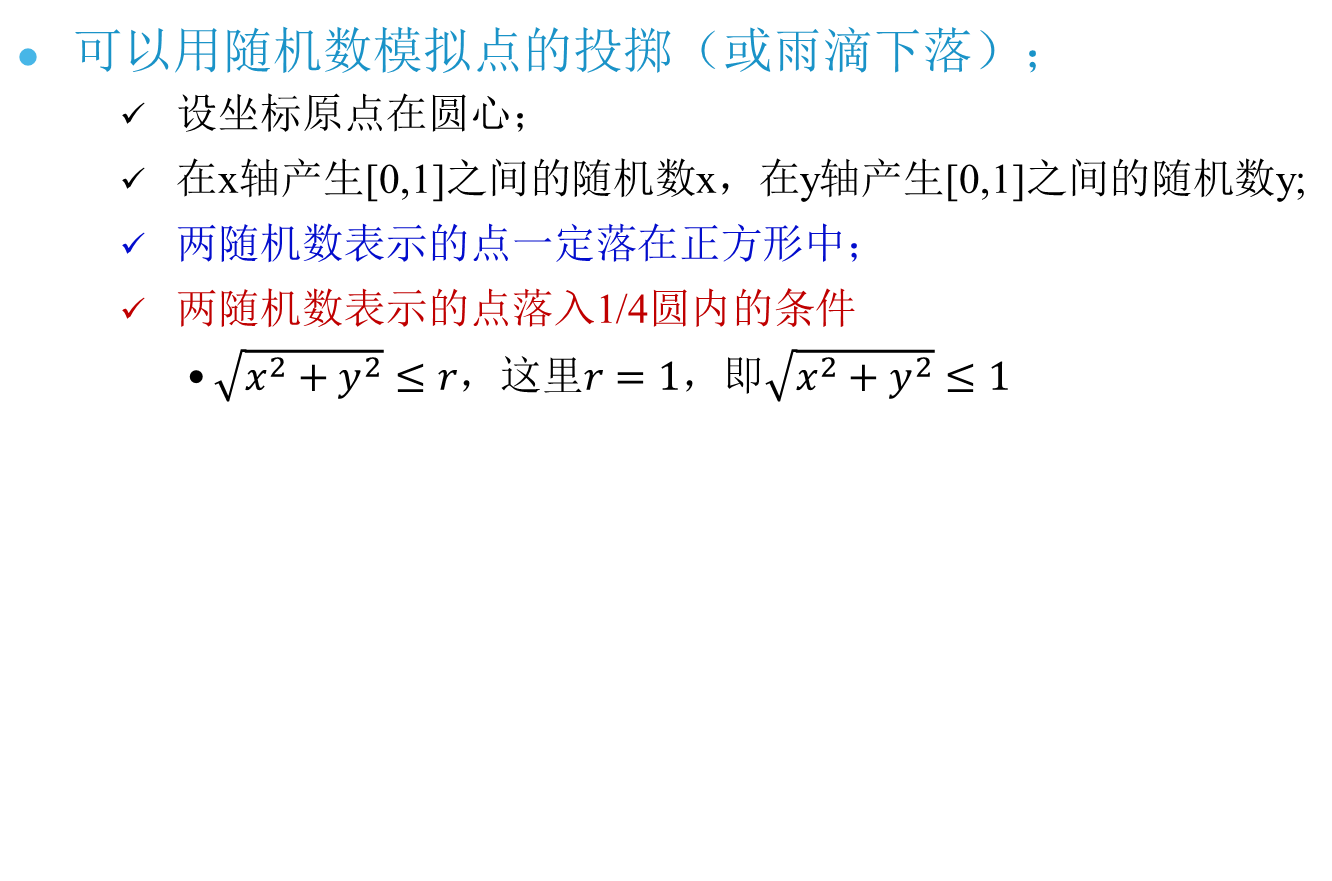 • 可以用随机数模拟点的投掷（或雨滴下落）；
✓ 设坐标原点在圆心；
✓ 在x轴产生[0,1]之间的随机数x，在y轴产生[0,1]之间的随机数y;
✓ 两随机数表示的点一定落在正方形中；
✓ 两随机数表示的点落入1/4圆内的条件
• √(x² + y²) ≤ r，这里r = 1，即√(x² + y²) ≤ 1